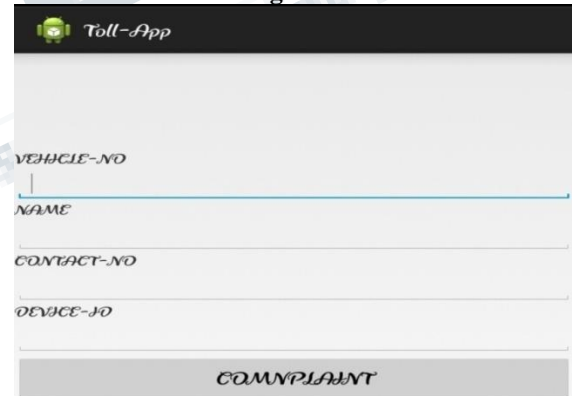 Toll-App
VEHICLE-NO
NAME
CONTACT-NO
DEVICE-ID
COMNPLAINT